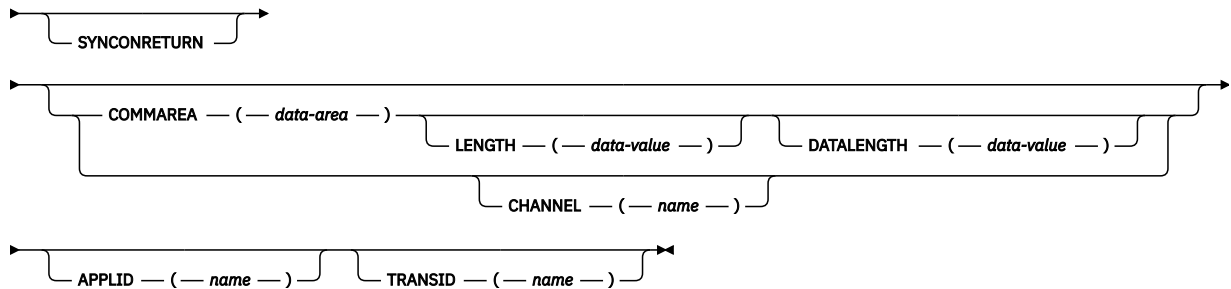 SYNCONRETURN
COMMAREA ( data-area )
LENGTH ( data-value ) DATALENGTH ( data-value )
CHANNEL ( name )
APPLID ( name ) TRANSID ( name )